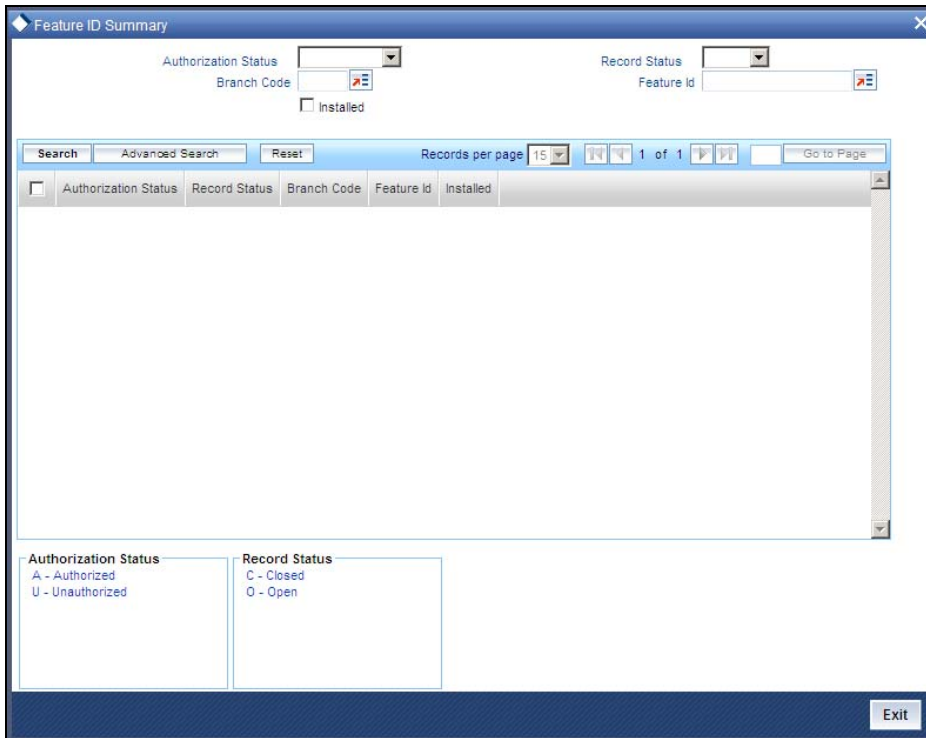 Feature ID Summary
Authorization Status Record Status
Branch Code Feature Id
Installed
Search Advanced Search Reset Records per page 15 1 of 1 Go to Page
Authorization Status Record Status Branch Code Feature Id Installed
Authorization Status
A - Authorized
U - Unauthorized
Record Status
C - Closed
O - Open
Exit